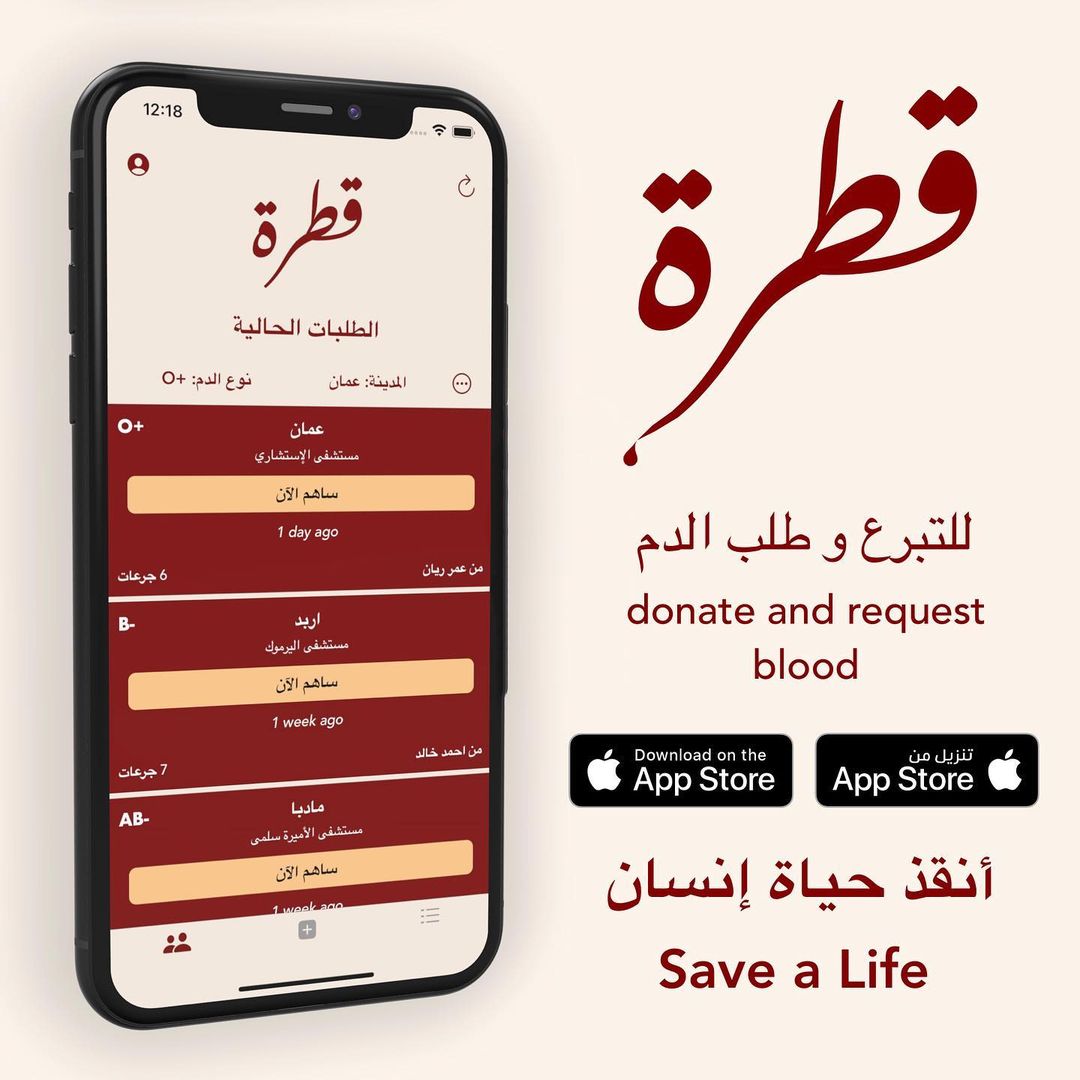 12:18
قطرة
الطلبات الحالية
المدينة: عمان
نوع الدم: O+
O+
عمان
مستشفى الإستشاري
ساهم الآن
1 day ago
من عمر ريان
6 جرعات
B-
اربد
مستشفى اليرموك
ساهم الآن
1 week ago
من احمد خالد
7 جرعات
AB-
مادبا
مستشفى الأميرة سلمى
ساهم الآن
1 week ago
قطرة
للتبرع و طلب الدم
donate and request
blood
Download on the
App Store
تنزيل من
App Store
أنقذ حياة إنسان
Save a Life